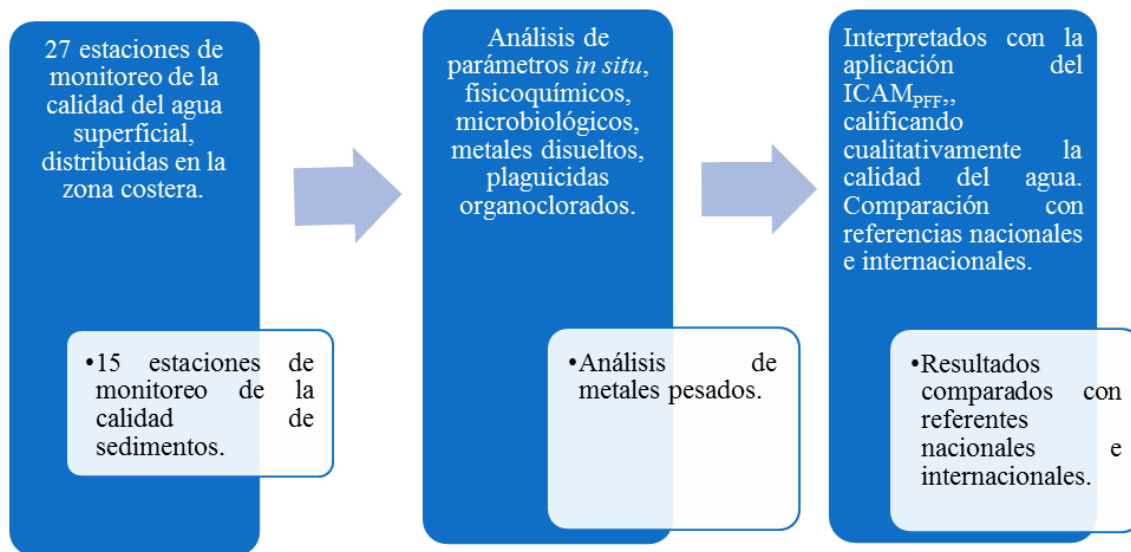 27 estaciones de
monitoreo de la
calidad del agua
superficial,
distribuidas en la
zona costera.
•15 estaciones de
monitoreo de la
calidad de
sedimentos.
Análisis de
parámetros in situ,
fisicoquímicos,
microbiológicos,
metales disueltos,
plaguicidas
organoclorados.
•Análisis de
metales pesados.
Interpretados con la
aplicación del
ICAMPFF,,
calificando
cualitativamente la
calidad del agua.
Comparación con
referencias nacionales
e internacionales.
•Resultados
comparados con
referentes
nacionales e
internacionales.